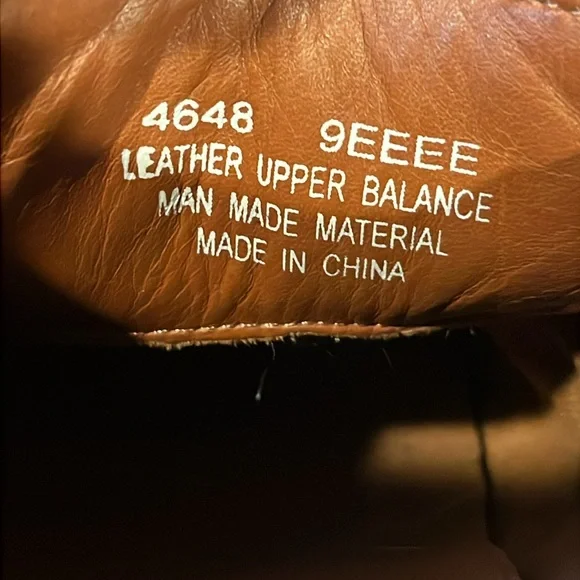 4648 9EEEE
LEATHER UPPER BALANCE
MAN MADE MATERIAL
MADE IN CHINA